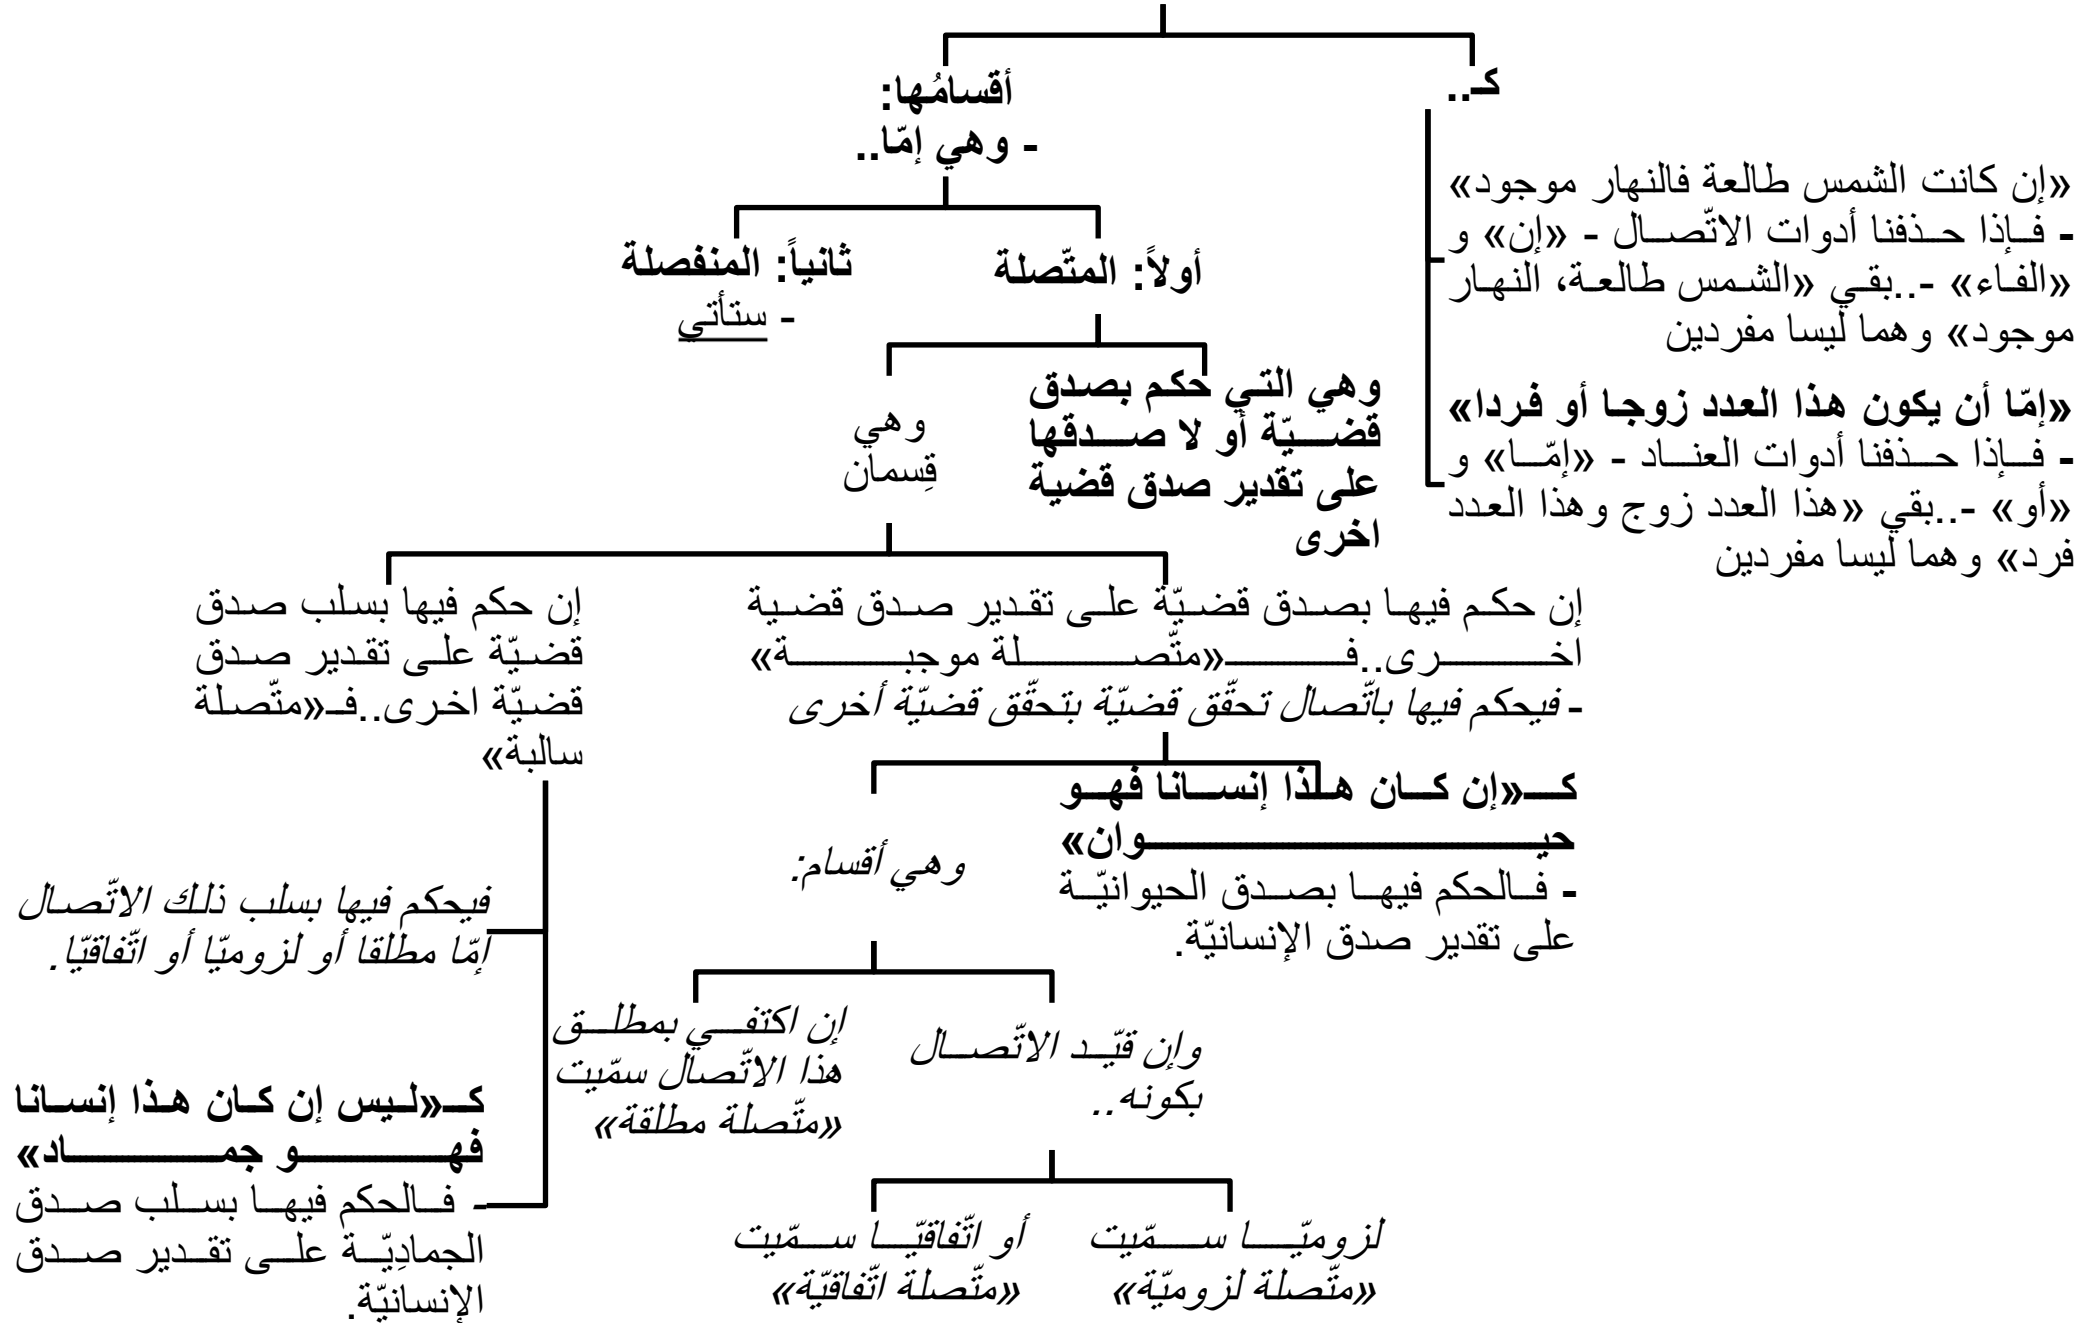 كـ..
«إن كانت الشمس طالعة فالنهار موجود»
- فإذا حذفنا أدوات الاتّصال - «إن» و
«الفاء» -..بقي «الشمس طالعة، النهار
موجود» وهما ليسا مفردين
«إمّا أن يكون هذا العدد زوجا أو فردا»
- فإذا حذفنا أدوات العناد - «إمّا» و
«أو» -..بقي «هذا العدد زوج وهذا العدد
فرد» وهما ليسا مفردين
أقسامُها:
- وهي إمّا..
أولاً: المتّصلة
ثانياً: المنفصلة
- ستأتي
وهي التي حكم بصدق
قضيّة أو لا صدقها
على تقدير صدق قضية
اخرى
وهي
قِسمان
إن حكم فيها بصدق قضيّة على تقدير صدق قضية
اخرى..فـ«متّصلة موجبة»
- فيحكم فيها باتّصال تحقّق قضيّة بتحقّق قضيّة أخرى
كـ«إن كان هذا إنسانا فهو
حيوان»
- فالحكم فيها بصدق الحيوانيّة
على تقدير صدق الإنسانيّة.
وهي أقسام:
وإن قيّد الاتّصال
بكونه..
لزوميّا سمّيت
«متّصلة لزوميّة»
أو اتّفاقيّا سمّيت
«متّصلة اتّفاقيّة»
إن اكتفي بمطلق
هذا الاتّصال سمّيت
«متّصلة مطلقة»
إن حكم فيها بسلب صدق
قضيّة على تقدير صدق
قضيّة اخرى..فـ«متّصلة
سالبة»
فيحكم فيها بسلب ذلك الاتّصال
إمّا مطلقا أو لزوميّا أو اتّفاقيّا.
كـ«ليس إن كان هذا إنسانا
فهو جماد»
- فالحكم فيها بسلب صدق
الجمادِيّة على تقدير صدق
الإنسانيّة.